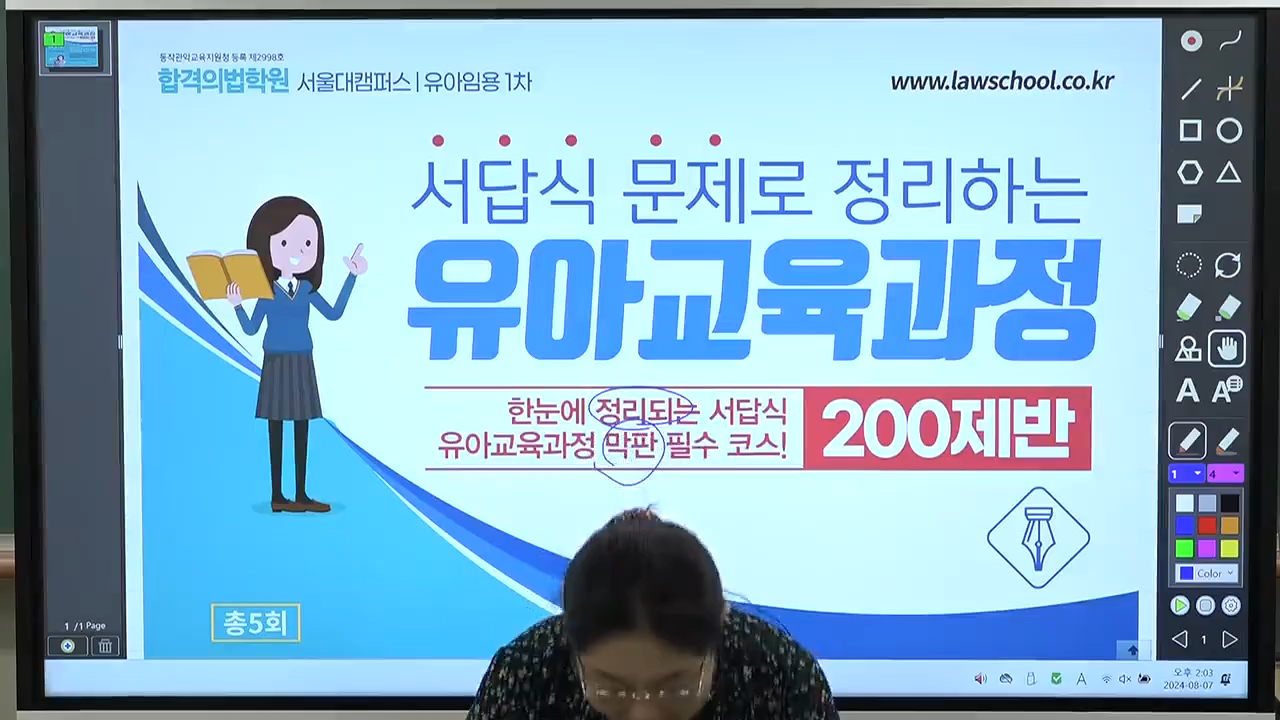 1
동작관악교육지원청 등록 제2998호
합격의법학원 서울대캠퍼스 | 유아임용 1차
www.lawschool.co.kr
서답식 문제로 정리하는
유아교육과정
한눈에 정리되는 서답식
유아교육과정 막판 필수 코스!
200제반
총5회
1 /1 Page
A A
1 4
Color
1
A
오후 2:03
2024-08-07